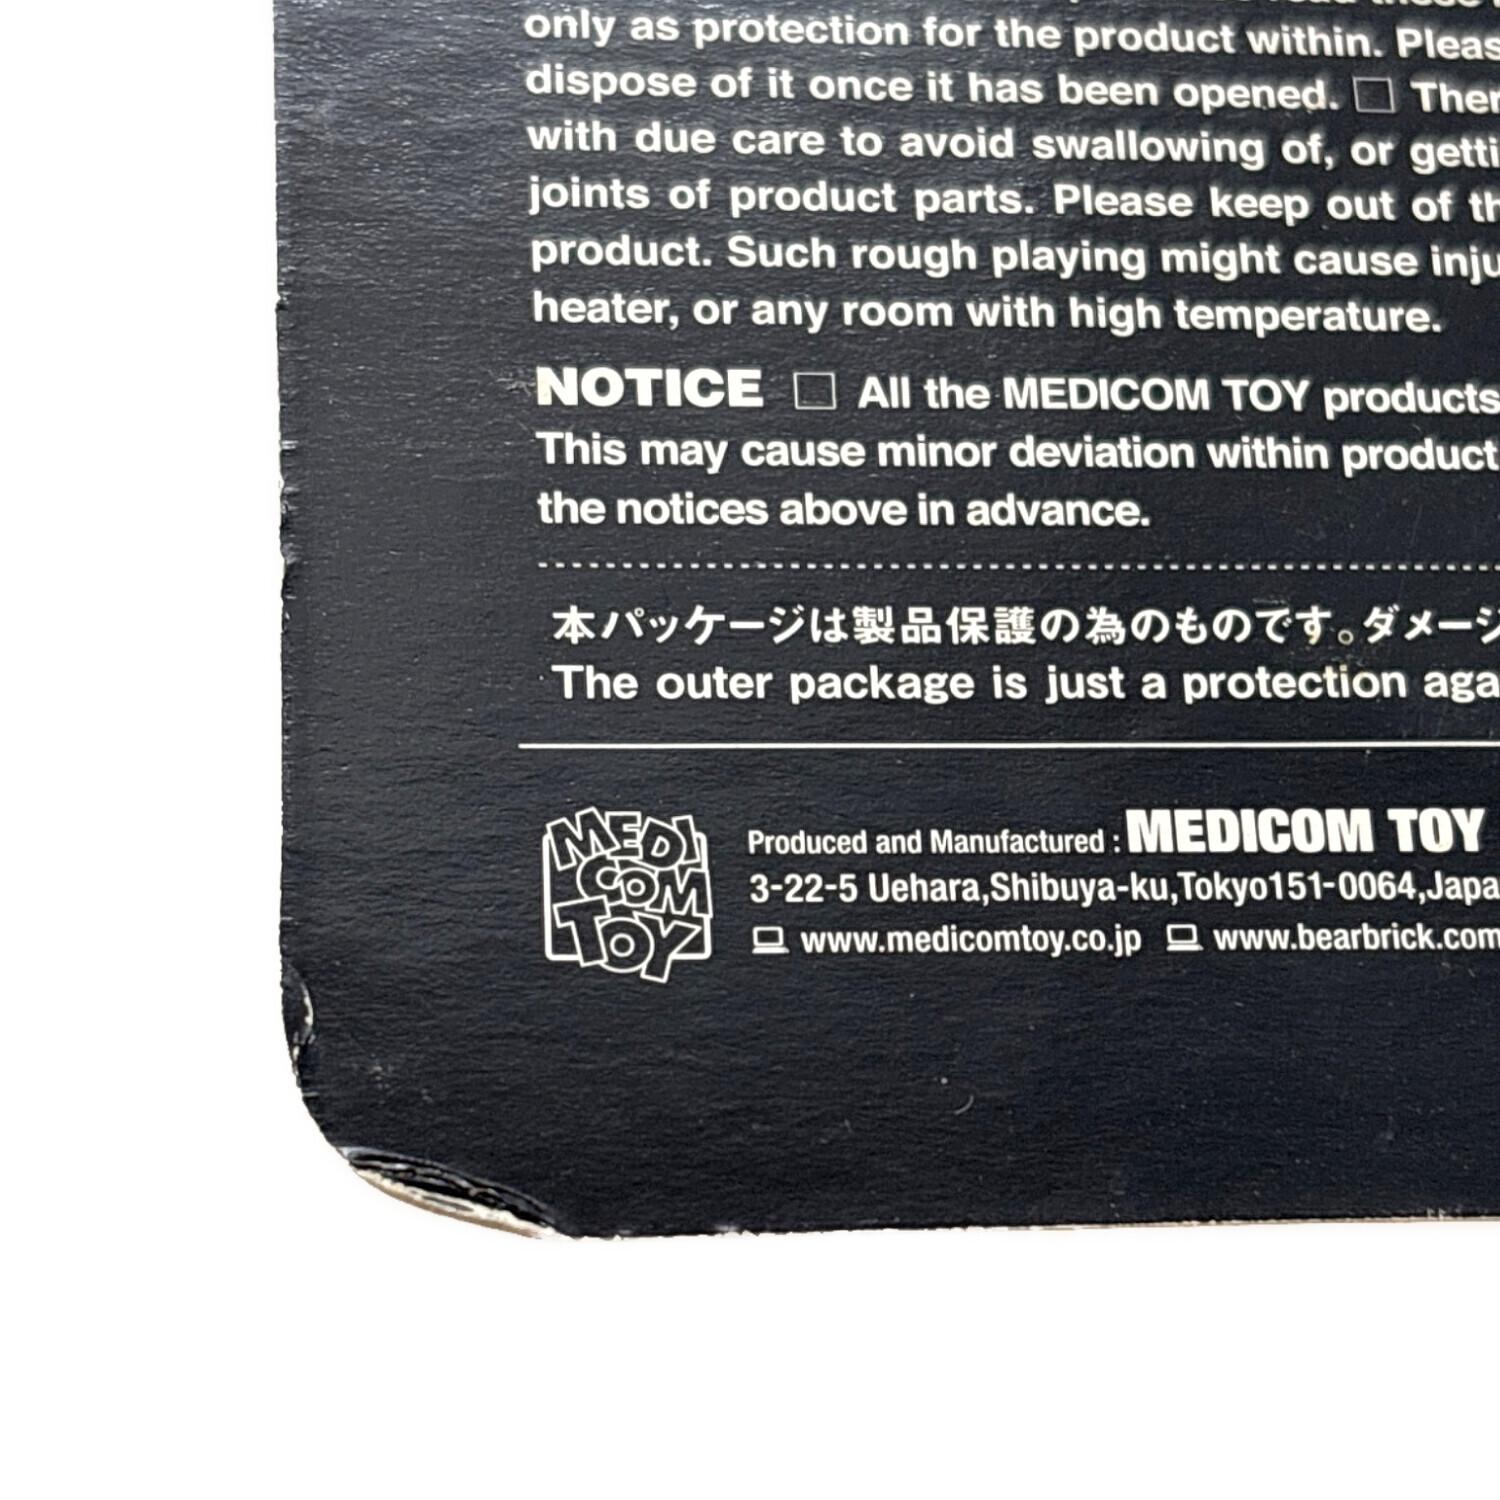 only as protection for the product within. Pleas
dispose of it once it has been opened. □ Ther
with due care to avoid swallowing of, or getti
joints of product parts. Please keep out of th
product. Such rough playing might cause inju
heater, or any room with high temperature.
NOTICE □ All the MEDICOM TOY products
This may cause minor deviation within product
the notices above in advance.
本パッケージは製品保護の為のものです。ダメージ
The outer package is just a protection aga
MEDI
COM
TOY
Produced and Manufactured : MEDICOM TOY
3-22-5 Uehara,Shibuya-ku,Tokyo151-0064,Japa
www.medicomtoy.co.jp www.bearbrick.com